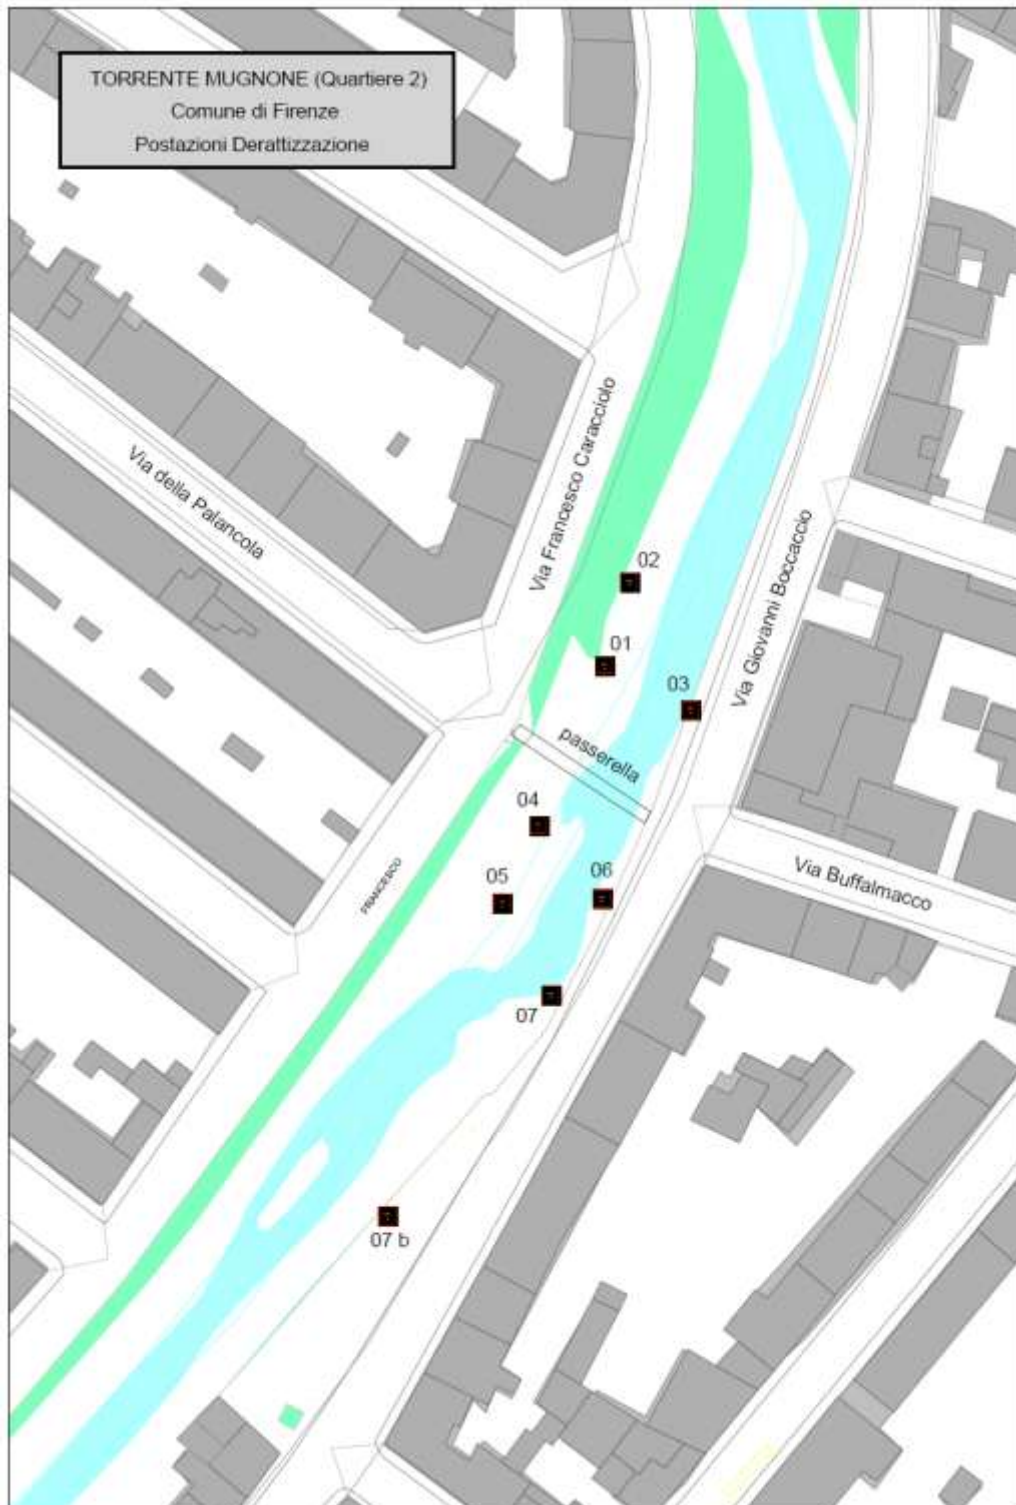 TORRENTE MUGNONE (Quartiere 2)
Comune di Firenze
Postazioni Derattizzazione
Via Francesco Caracciolo
Via della Palancola
Via Giovanni Boccaccio
02
01
03
passerella
04
FRANCESCO
05
06
Via Buffalmacco
07
07 b